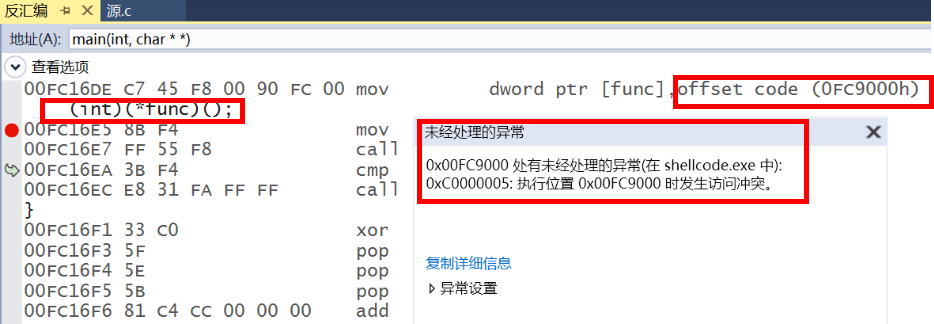 反汇编 源.c
地址(A): main(int, char * *)
查看选项
00FC16DE C7 45 F8 00 90 FC 00 mov dword ptr [func],offset code (0FC9000h)
(int)(*func)();
00FC16E5 8B F4 mov
00FC16E7 FF 55 F8 call
00FC16EA 3B F4 cmp
00FC16EC E8 31 FA FF FF call
}
00FC16F1 33 C0 xor
00FC16F3 5F pop
00FC16F4 5E pop
00FC16F5 5B pop
00FC16F6 81 C4 CC 00 00 00 add
未经处理的异常
0x00FC9000 处有未经处理的异常(在 shellcode.exe 中):
0xC0000005: 执行位置 0x00FC9000 时发生访问冲突。
复制详细信息
异常设置